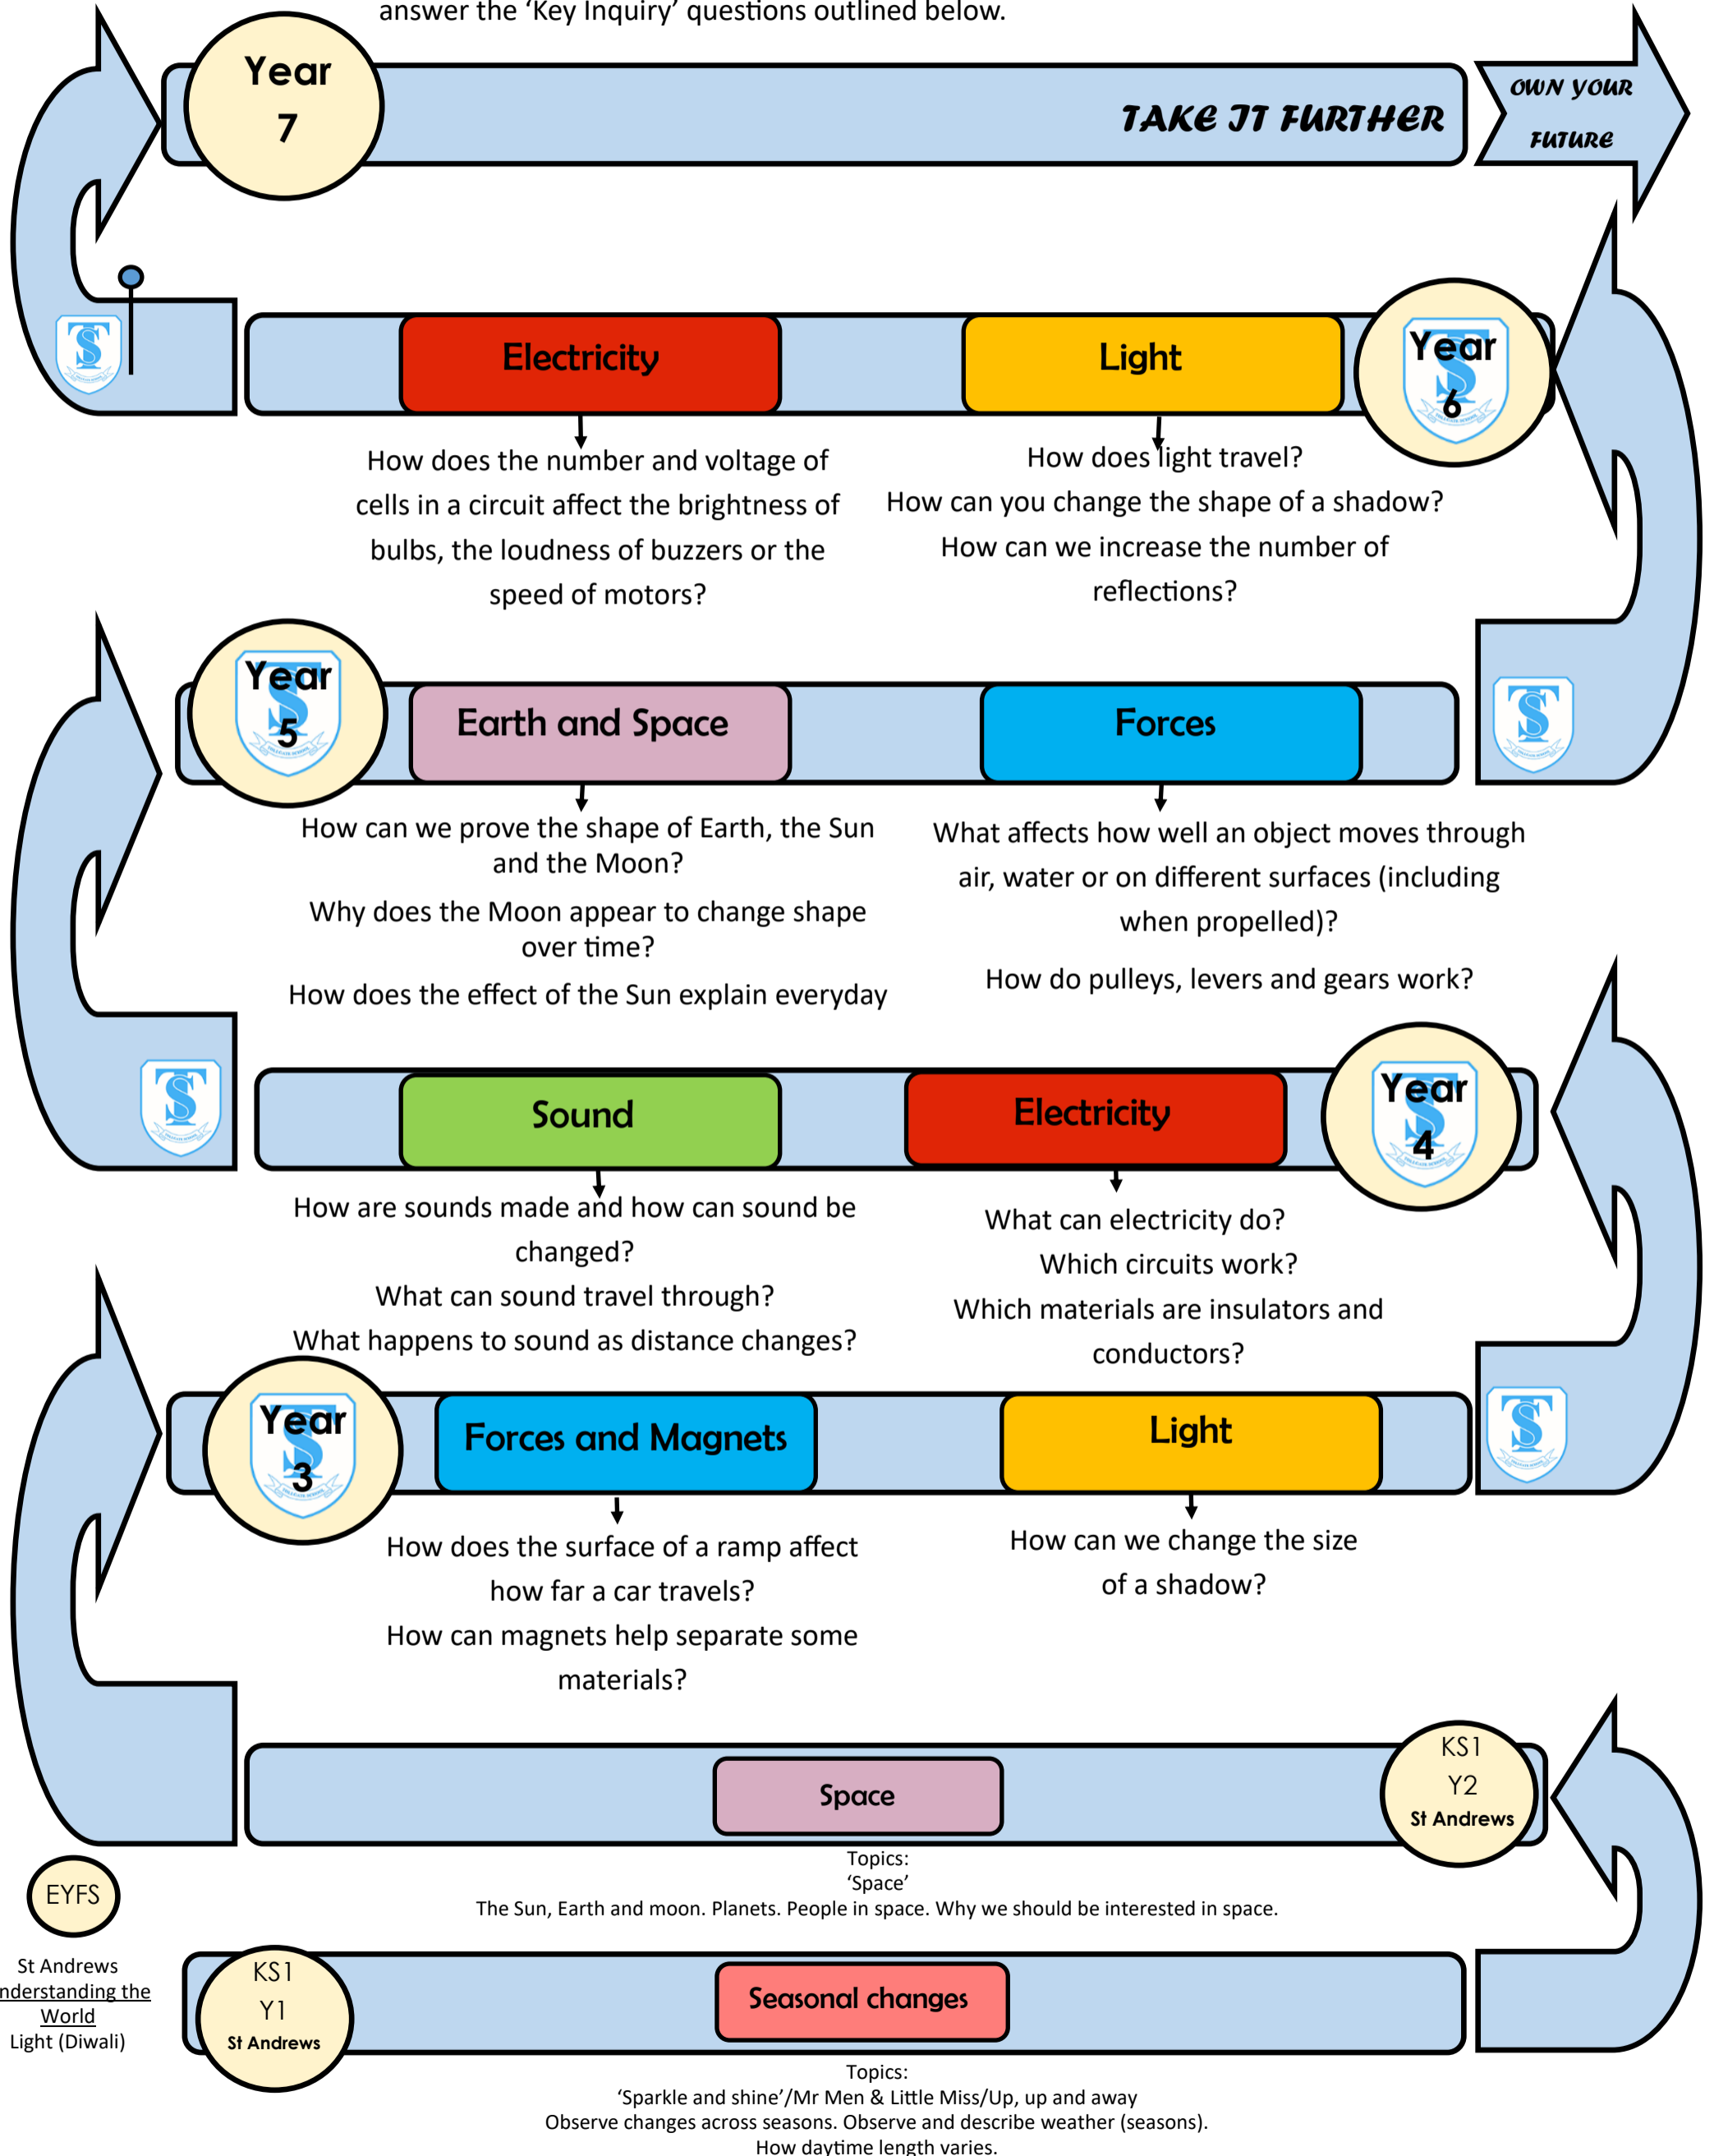 answer the ‘Key Inquiry’ questions outlined below.
Year
7
TAKE IT FURTHER
OWN YOUR
FUTURE
Electricity
Light
Year
6
How does the number and voltage of
cells in a circuit affect the brightness of
bulbs, the loudness of buzzers or the
speed of motors?
How does light travel?
How can you change the shape of a shadow?
How can we increase the number of
reflections?
Year
5
Earth and Space
Forces
How can we prove the shape of Earth, the Sun
and the Moon?
Why does the Moon appear to change shape
over time?
How does the effect of the Sun explain everyday
What affects how well an object moves through
air, water or on different surfaces (including
when propelled)?
How do pulleys, levers and gears work?
Sound
Electricity
Year
4
How are sounds made and how can sound be
changed?
What can sound travel through?
What happens to sound as distance changes?
What can electricity do?
Which circuits work?
Which materials are insulators and
conductors?
Year
3
Forces and Magnets
Light
How does the surface of a ramp affect
how far a car travels?
How can magnets help separate some
materials?
How can we change the size
of a shadow?
Space
KS1
Y2
St Andrews
Topics:
‘Space’
The Sun, Earth and moon. Planets. People in space. Why we should be interested in space.
EYFS
St Andrews
nderstanding the
World
Light (Diwali)
KS1
Y1
St Andrews
Seasonal changes
Topics:
‘Sparkle and shine’/Mr Men & Little Miss/Up, up and away
Observe changes across seasons. Observe and describe weather (seasons).
How daytime length varies.